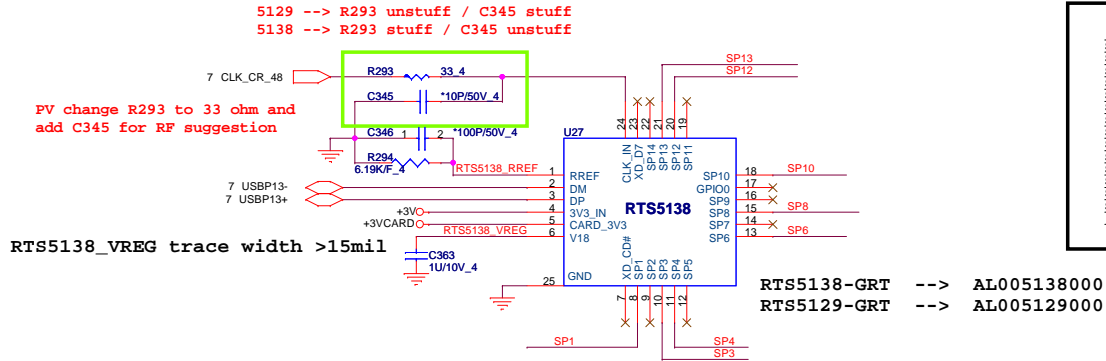 5129 --> R293 unstuff / C345 stuff
5138 --> R293 stuff / C345 unstuff
7 CLK_CR_48
R293 33_4
C345 *10P/50V_4
PV change R293 to 33 ohm and
add C345 for RF suggestion
C346 1 2 *100P/50V_4
R294
6.19K/F_4
RTS5138_RREF
7 USBP13-
7 USBP13+
+3V
+3VCARD
RTS5138_VREG
RTS5138_VREG trace width >15mil
C363
1U/10V_4
SP13
SP12
U27
24 23 22 21 20 19
CLK_IN XD_D7 SP14 SP13 SP12 SP11
1 RREF
2 DM
3 DP
4 3V3_IN
5 CARD_3V3
6 V18
25 GND
RTS5138
SP10 18 SP10
GPIO0 17
SP9 16
SP8 15 SP8
SP7 14
SP6 13 SP6
XD_CD# SP1 SP2 SP3 SP4 SP5
7 8 9 10 11 12
SP1
SP4
SP3
RTS5138-GRT --> AL005138000
RTS5129-GRT --> AL005129000